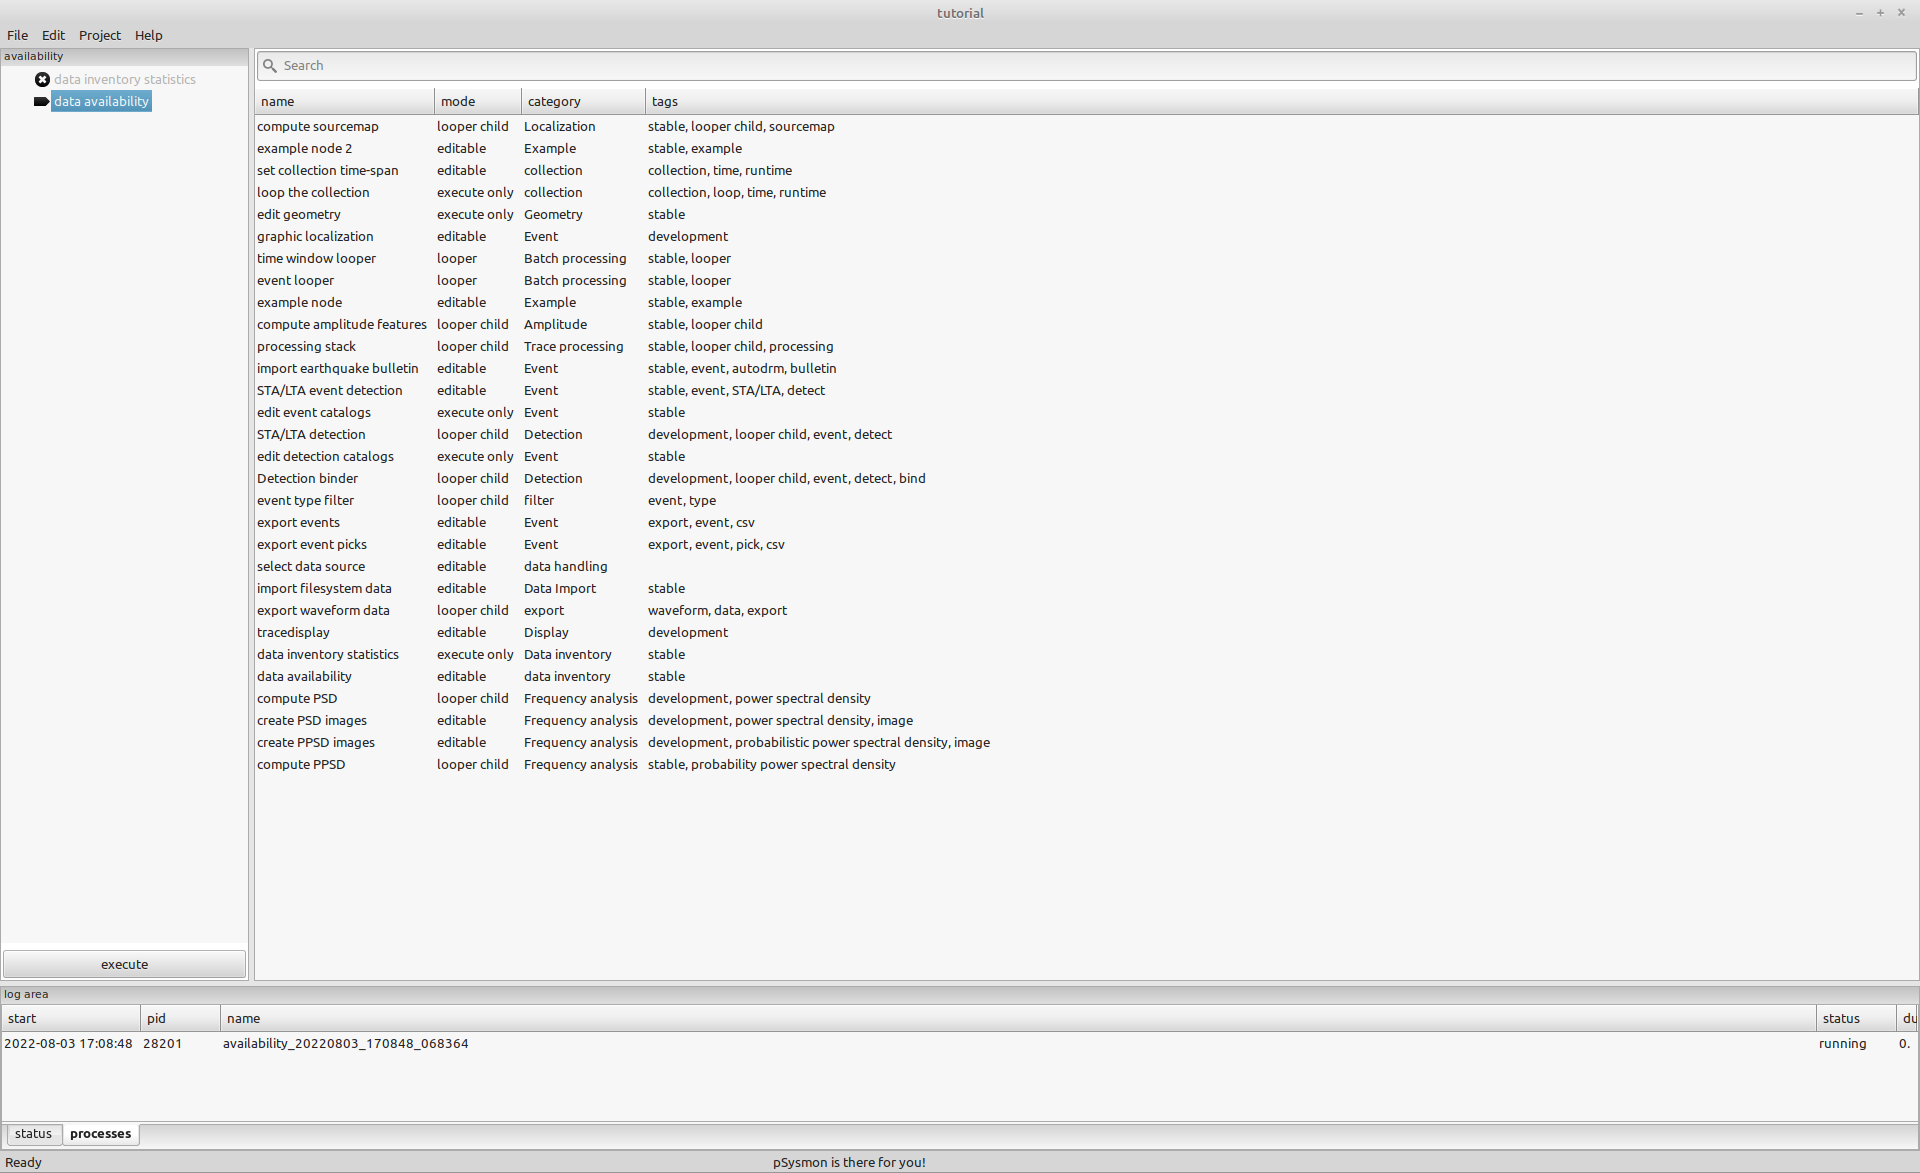 tutorial
File Edit Project Help
availability
data inventory statistics
data availability
execute
Search
name mode category tags
compute sourcemap looper child Localization stable, looper child, sourcemap
example node 2 editable Example stable, example
set collection time-span editable collection collection, time, runtime
loop the collection execute only collection collection, loop, time, runtime
edit geometry execute only Geometry stable
graphic localization editable Event development
time window looper looper Batch processing stable, looper
event looper looper Batch processing stable, looper
example node editable Example stable, example
compute amplitude features looper child Amplitude stable, looper child
processing stack looper child Trace processing stable, looper child, processing
import earthquake bulletin editable Event stable, event, autodrm, bulletin
STA/LTA event detection editable Event stable, event, STA/LTA, detect
edit event catalogs execute only Event stable
STA/LTA detection looper child Detection development, looper child, event, detect
edit detection catalogs execute only Event stable
Detection binder looper child Detection development, looper child, event, detect, bind
event type filter looper child filter event, type
export events editable Event export, event, csv
export event picks editable Event export, event, pick, csv
select data source editable data handling
import filesystem data editable Data Import stable
export waveform data looper child export waveform, data, export
tracedisplay editable Display development
data inventory statistics execute only Data inventory stable
data availability editable data inventory stable
compute PSD looper child Frequency analysis development, power spectral density
create PSD images editable Frequency analysis development, power spectral density, image
create PPSD images editable Frequency analysis development, probabilistic power spectral density, image
compute PPSD looper child Frequency analysis stable, probability power spectral density
log area
start pid name status du
2022-08-03 17:08:48 28201 availability_20220803_170848_068364 running 0.
status processes
Ready pSysmon is there for you!